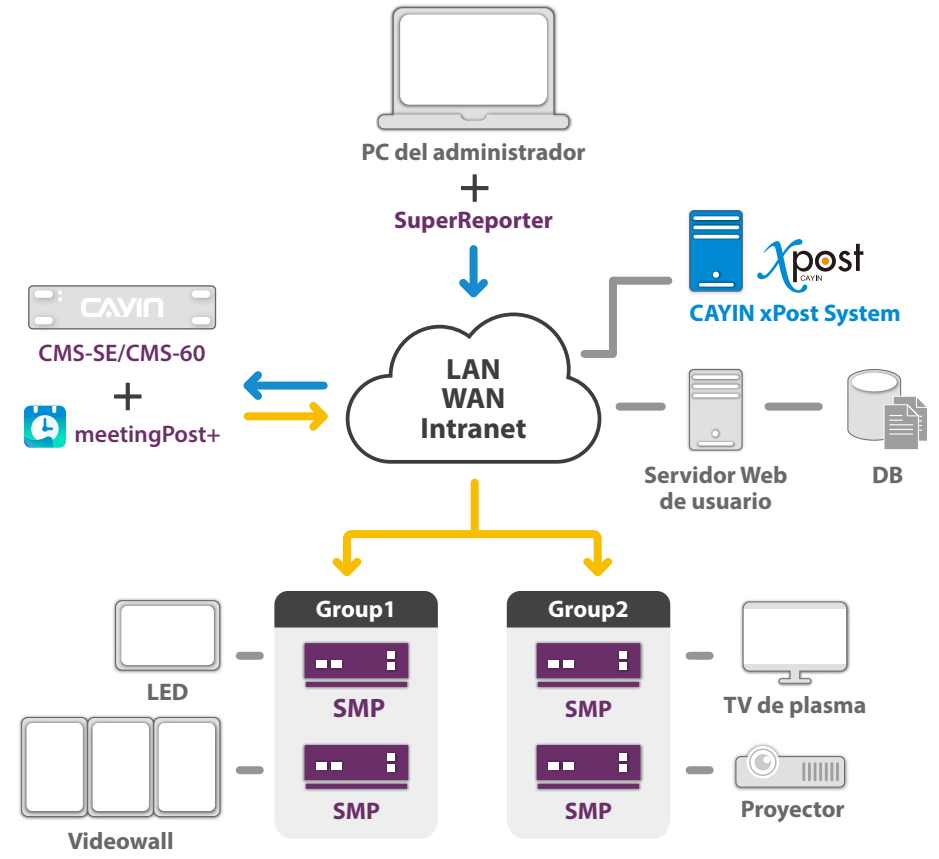 PC del administrador
+
SuperReporter
Xpost
CAYIN
CAYIN xPost System
CAYIN
CMS-SE/CMS-60
+
meetingPost+
LAN
WAN
Intranet
Servidor Web
de usuario
DB
Group1
Group2
LED
SMP
SMP
TV de plasma
Videowall
SMP
SMP
Proyector